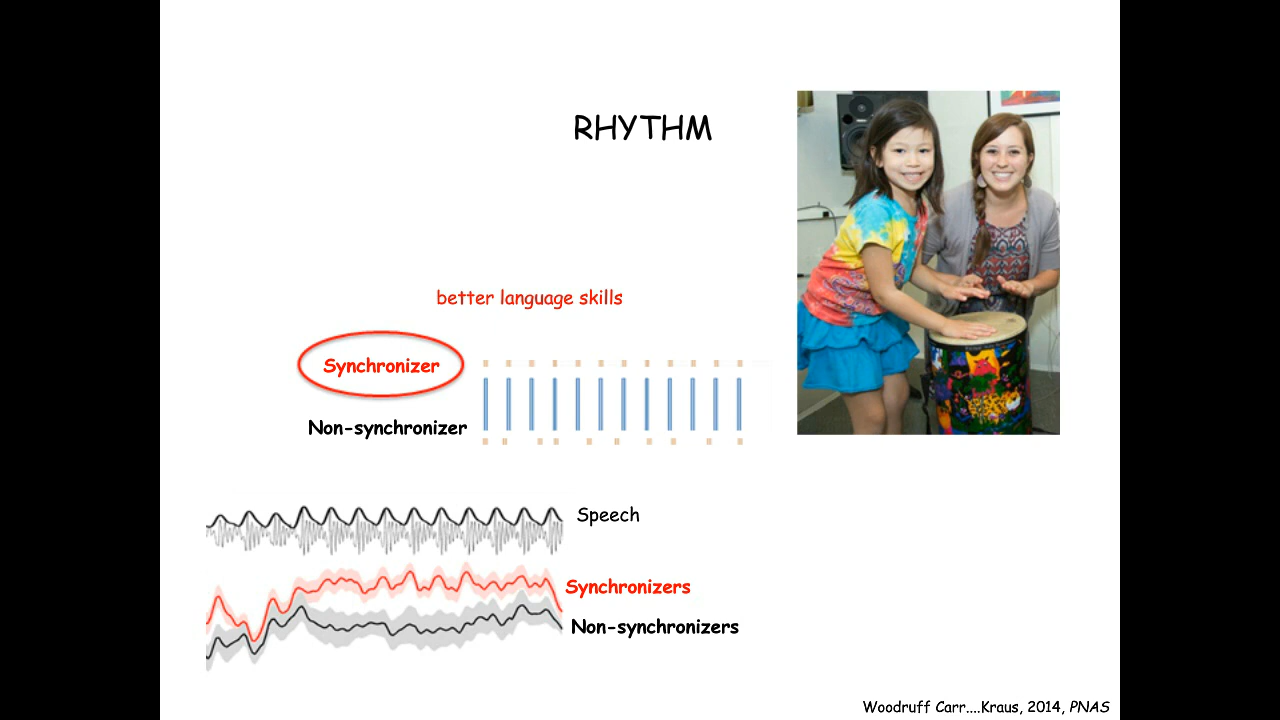 RHYTHM
better language skills
Synchronizer
Non-synchronizer
Speech
Synchronizers
Non-synchronizers
Woodruff Carr....Kraus, 2014, PNAS